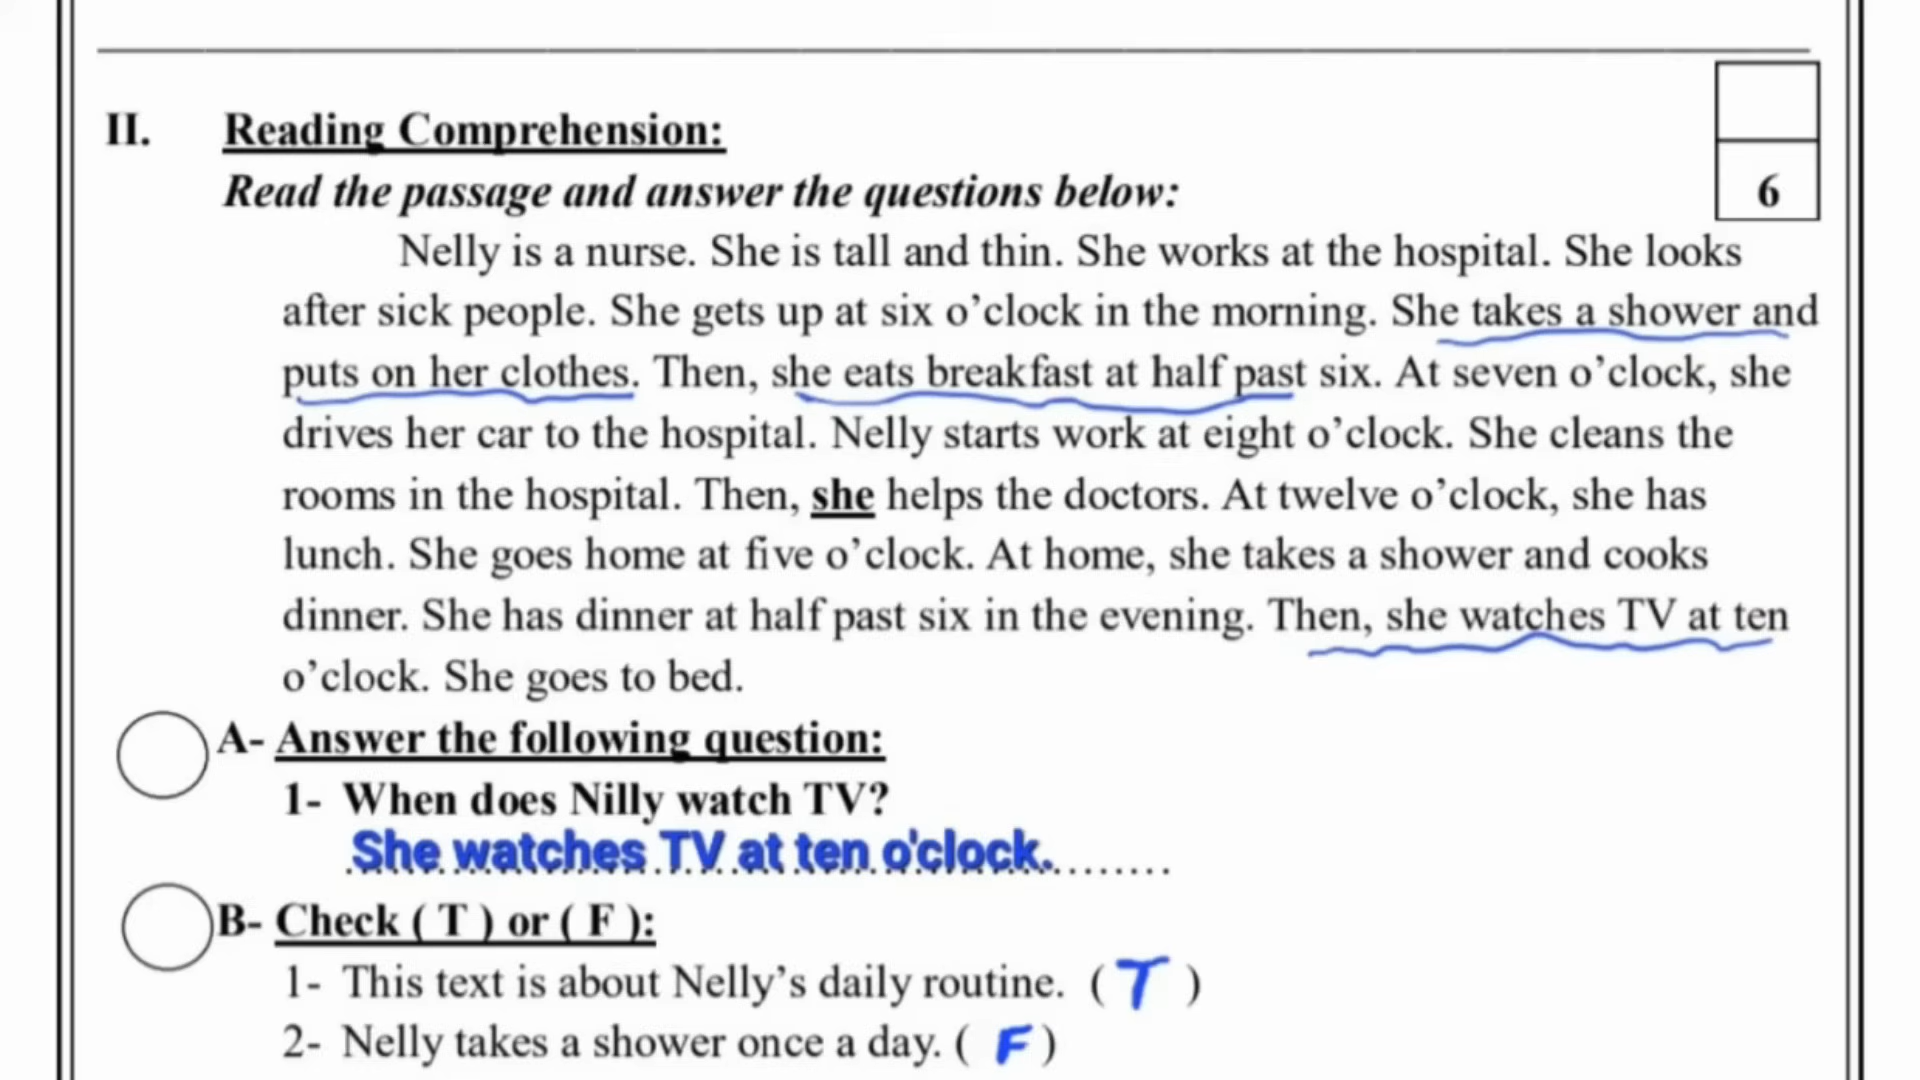 II. Reading Comprehension:
6
Read the passage and answer the questions below:
Nelly is a nurse. She is tall and thin. She works at the hospital. She looks
after sick people. She gets up at six o’clock in the morning. She takes a shower and
puts on her clothes. Then, she eats breakfast at half past six. At seven o’clock, she
drives her car to the hospital. Nelly starts work at eight o’clock. She cleans the
rooms in the hospital. Then, she helps the doctors. At twelve o’clock, she has
lunch. She goes home at five o’clock. At home, she takes a shower and cooks
dinner. She has dinner at half past six in the evening. Then, she watches TV at ten
o’clock. She goes to bed.
A- Answer the following question:
1- When does Nilly watch TV?
She watches TV at ten o'clock.
B- Check ( T ) or ( F ):
1- This text is about Nelly’s daily routine. ( T )
2- Nelly takes a shower once a day. ( F )